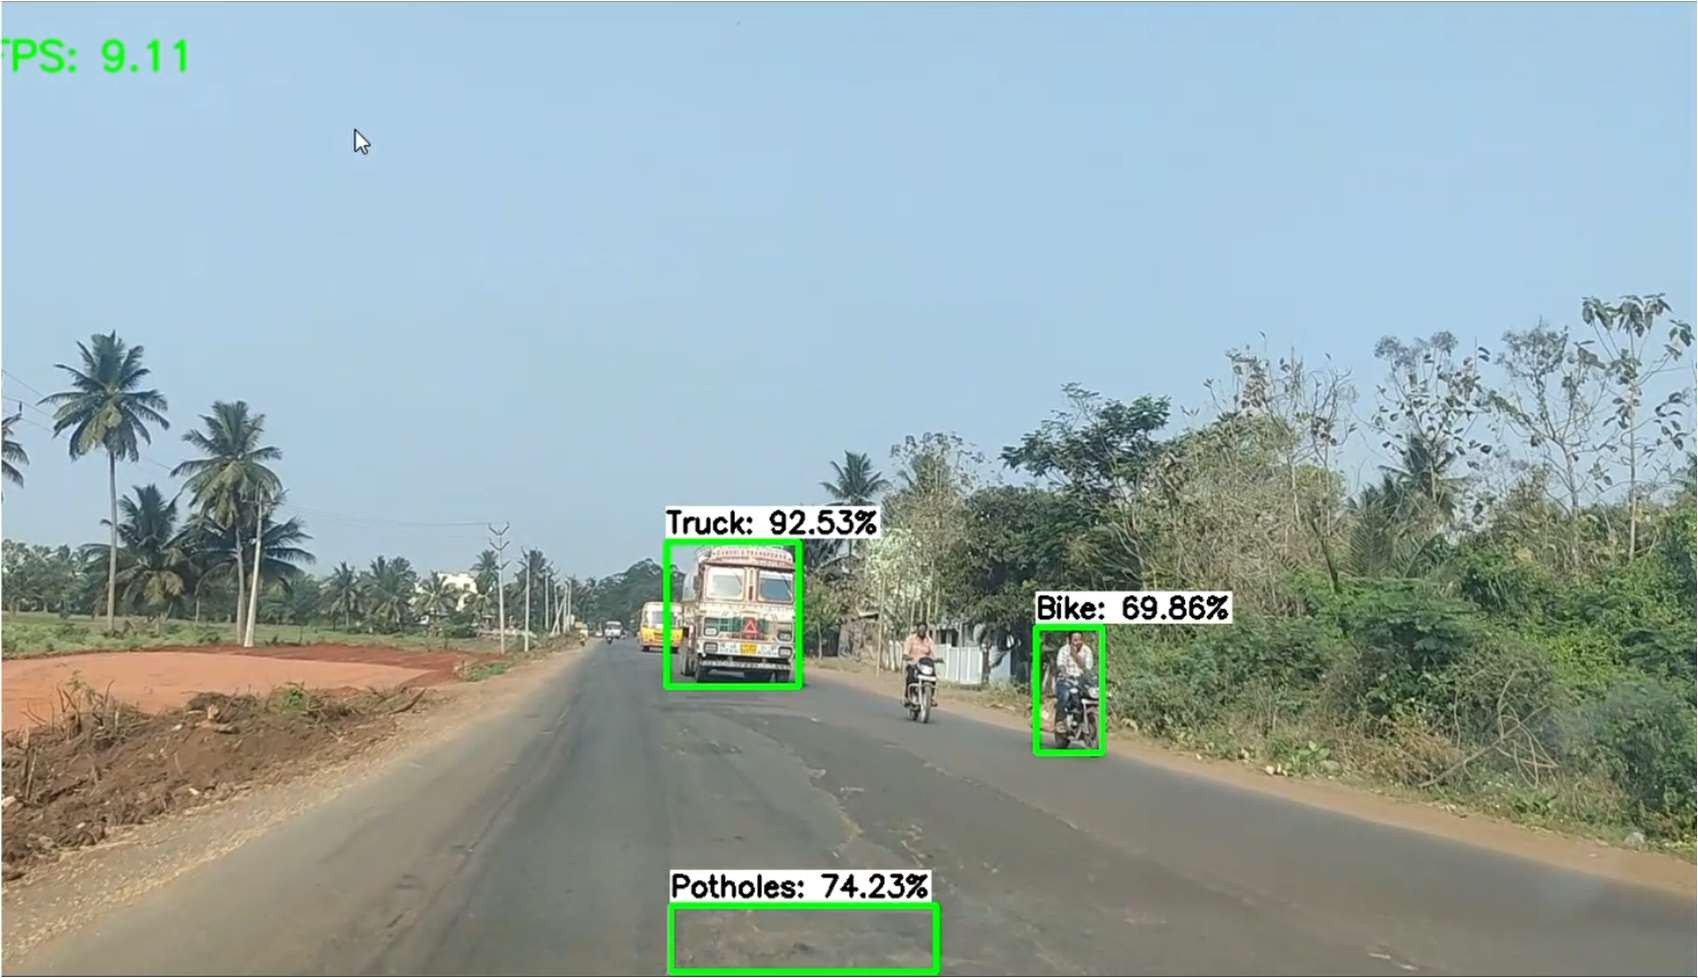 FPS: 9.11
Truck: 92.53%
Bike: 69.86%
Potholes: 74.23%